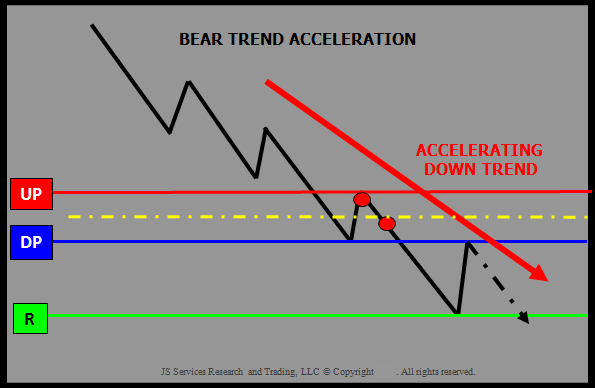 BEAR TREND ACCELERATION
ACCELERATING
DOWN TREND
UP
DP
R
JS Services Research and Trading, LLC © Copyright . All rights reserved.